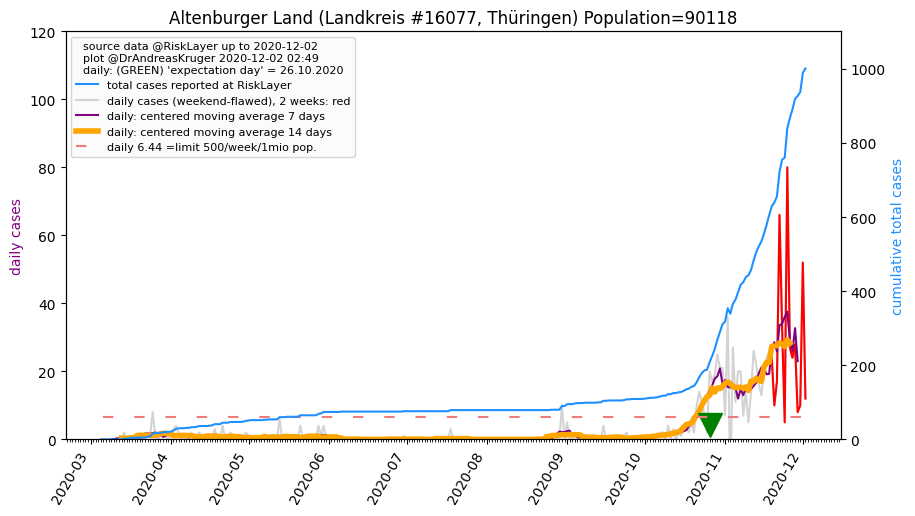 Altenburger Land (Landkreis #16077, Thüringen) Population=90118
source data @RiskLayer up to 2020-12-02
plot @DrAndreasKruger 2020-12-02 02:49
daily: (GREEN) 'expectation day' = 26.10.2020
total cases reported at RiskLayer
daily cases (weekend-flawed), 2 weeks: red
daily: centered moving average 7 days
daily: centered moving average 14 days
daily 6.44 =limit 500/week/1mio pop.
daily cases
120
100
80
60
40
20
0
cumulative total cases
1000
800
600
400
200
0
2020-03
2020-04
2020-05
2020-06
2020-07
2020-08
2020-09
2020-10
2020-11
2020-12